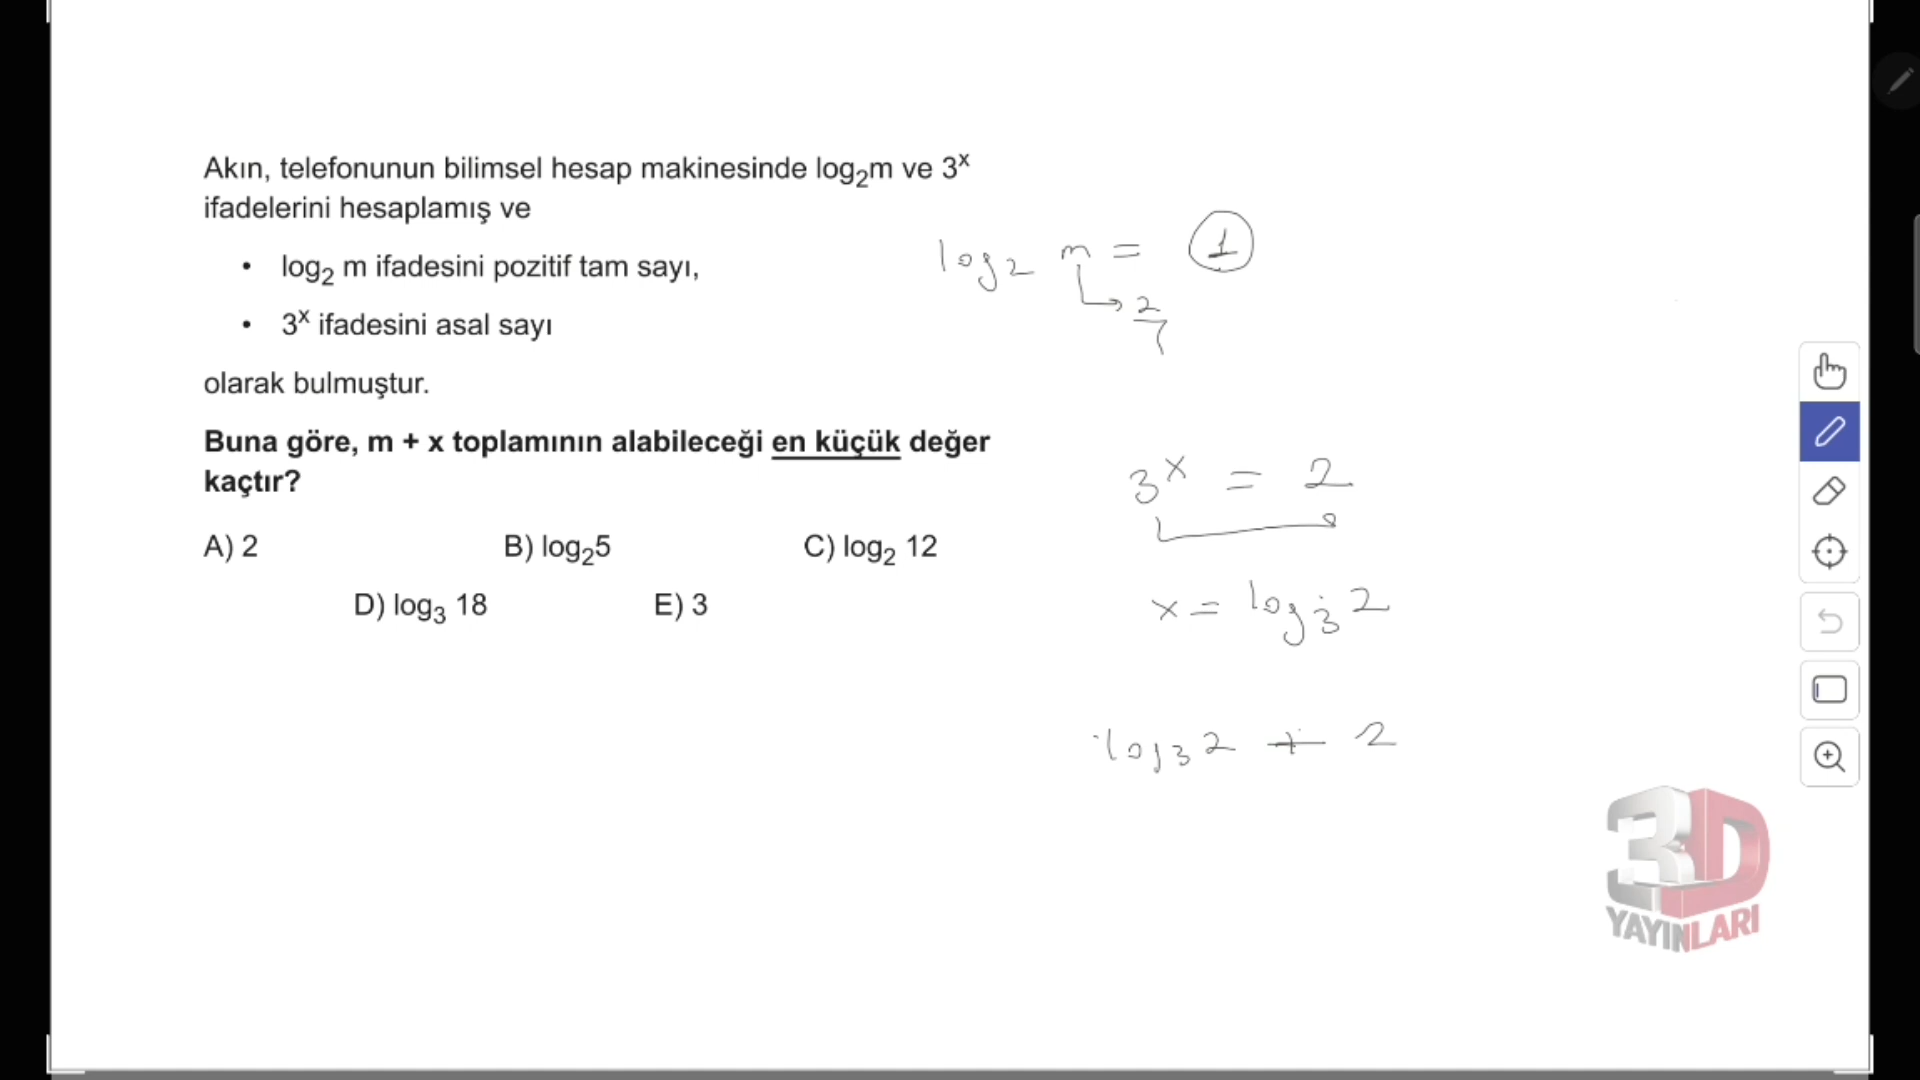 Akın, telefonunun bilimsel hesap makinesinde log₂m ve 3ˣ
ifadelerini hesaplamış ve
• log₂ m ifadesini pozitif tam sayı,
• 3ˣ ifadesini asal sayı
olarak bulmuştur.
Buna göre, m + x toplamının alabileceği en küçük değer
kaçtır?
A) 2 B) log₂5 C) log₂ 12
D) log₃ 18 E) 3
log₂ m = 1
2
3ˣ = 2
x = log₃ 2
log₃ 2 + 2
3D
YAYINLARI